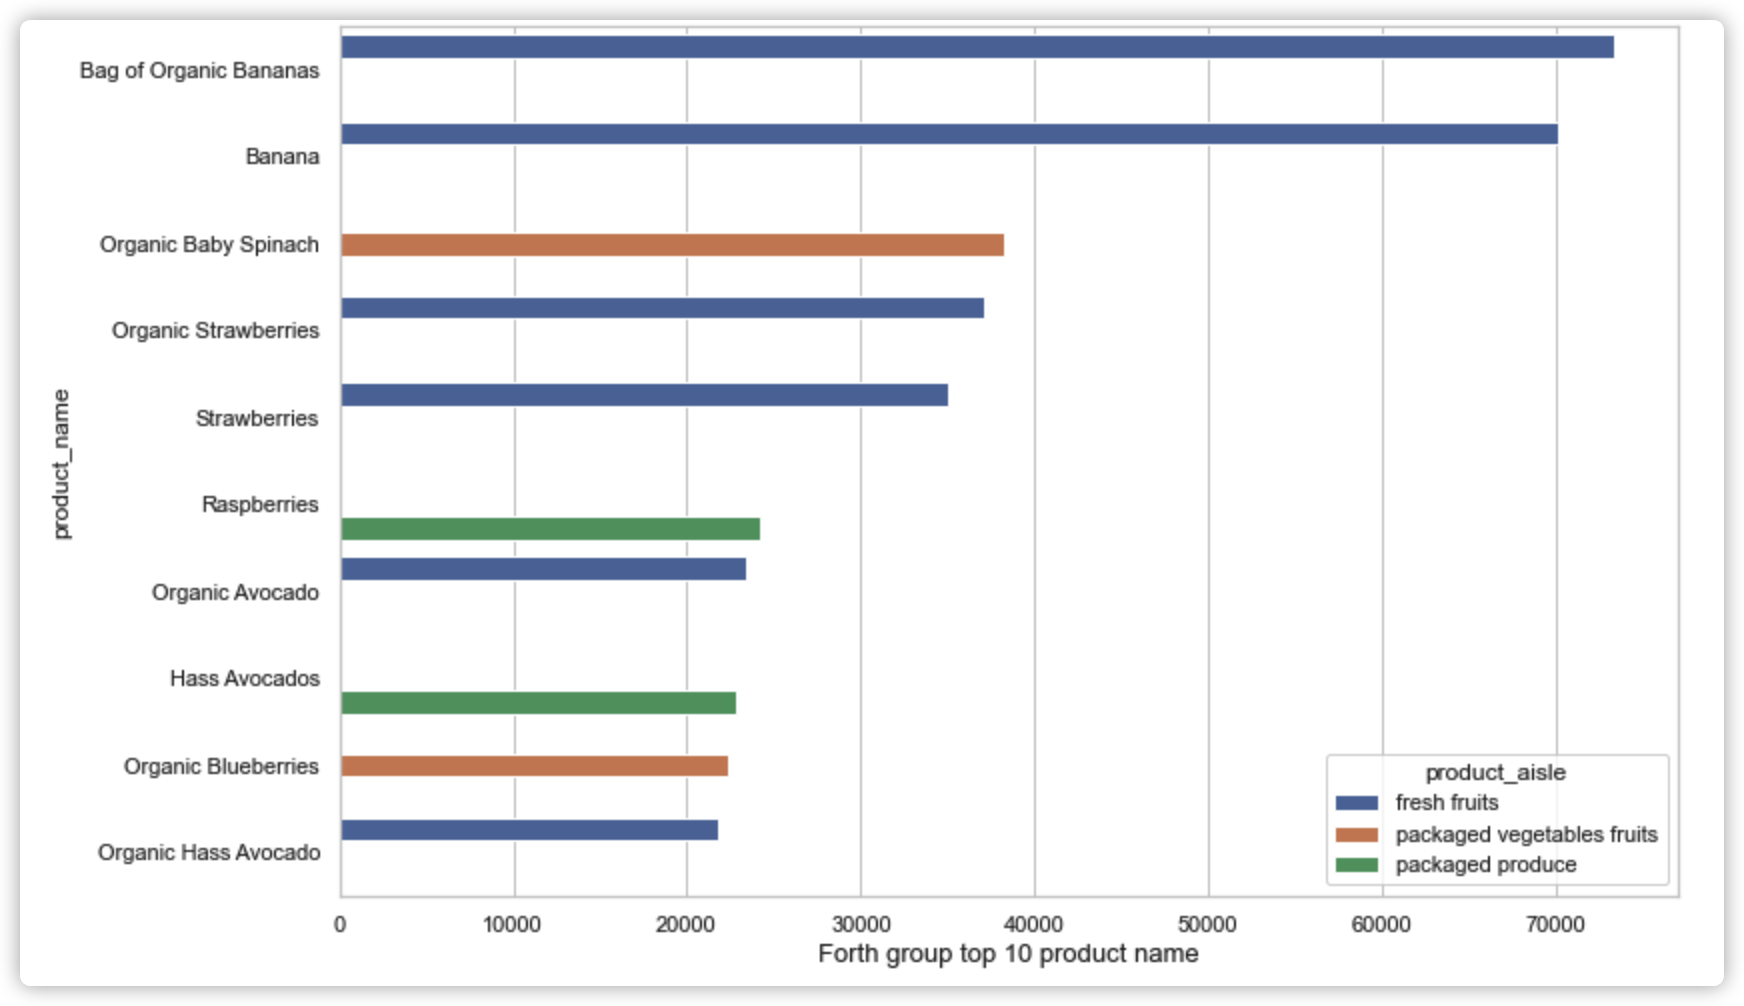 Bag of Organic Bananas
Banana
Organic Baby Spinach
Organic Strawberries
Strawberries
Raspberries
Organic Avocado
Hass Avocados
Organic Blueberries
Organic Hass Avocado
product_name
product_aisle
fresh fruits
packaged vegetables fruits
packaged produce
0 10000 20000 30000 40000 50000 60000 70000
Forth group top 10 product name